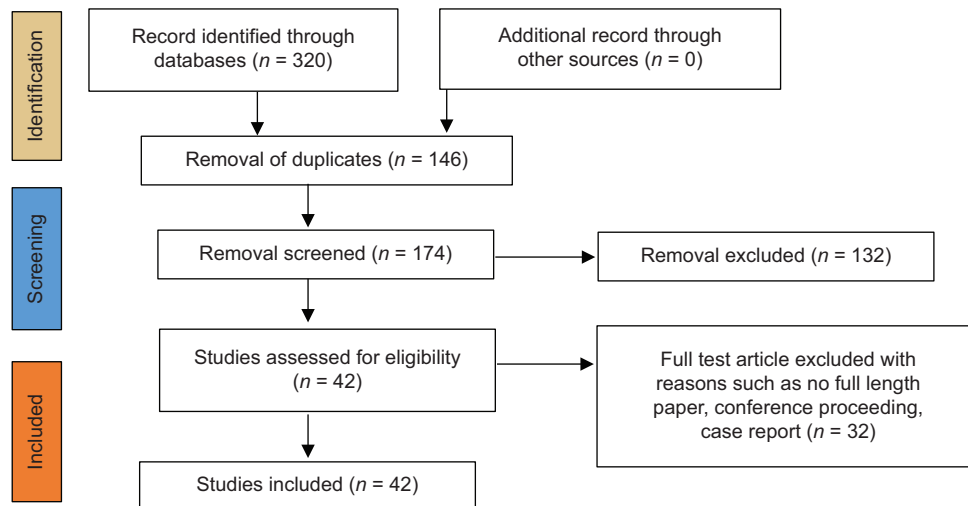 Identification
Record identified through
databases (n = 320)
Additional record through
other sources (n = 0)
Removal of duplicates (n = 146)
Screening
Removal screened (n = 174)
Removal excluded (n = 132)
Included
Studies assessed for eligibility
(n = 42)
Full test article excluded with
reasons such as no full length
paper, conference proceeding,
case report (n = 32)
Studies included (n = 42)